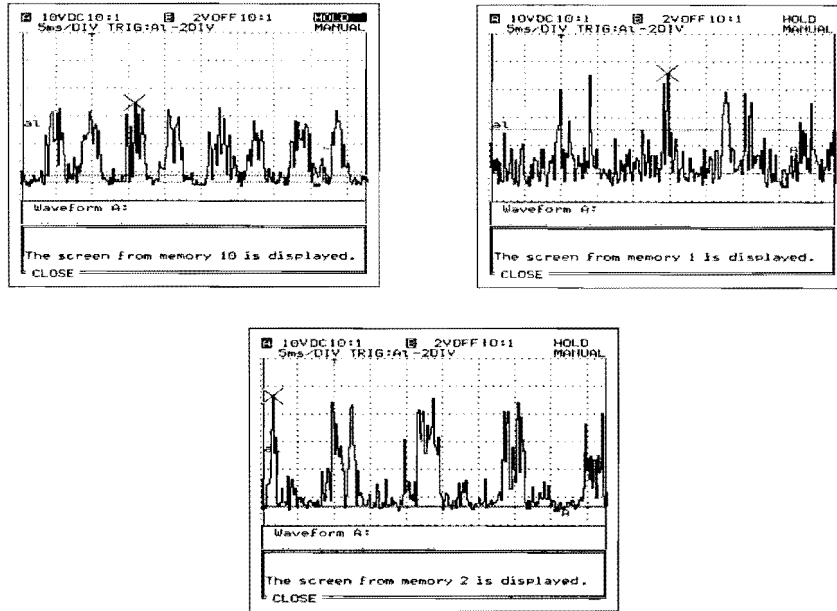 A 10VDC10:1 B 2VOFF10:1 HOLD
5ms/DIV TRIG:A1-2DIV MANUAL
a1
A
Waveform A:
The screen from memory 10 is displayed.
CLOSE
A 10VDC10:1 B 2VOFF10:1 HOLD
5ms/DIV TRIG:A1-2DIV MANUAL
a1
A
Waveform A:
The screen from memory 1 is displayed.
CLOSE
A 10VDC10:1 B 2VOFF10:1 HOLD
5ms/DIV TRIG:A1-2DIV MANUAL
A
Waveform A:
The screen from memory 2 is displayed.
CLOSE